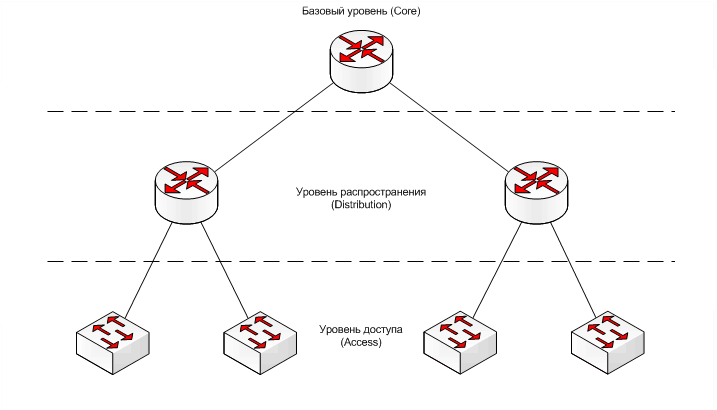 Базовый уровень (Core)
Уровень распространения
(Distribution)
Уровень доступа
(Access)